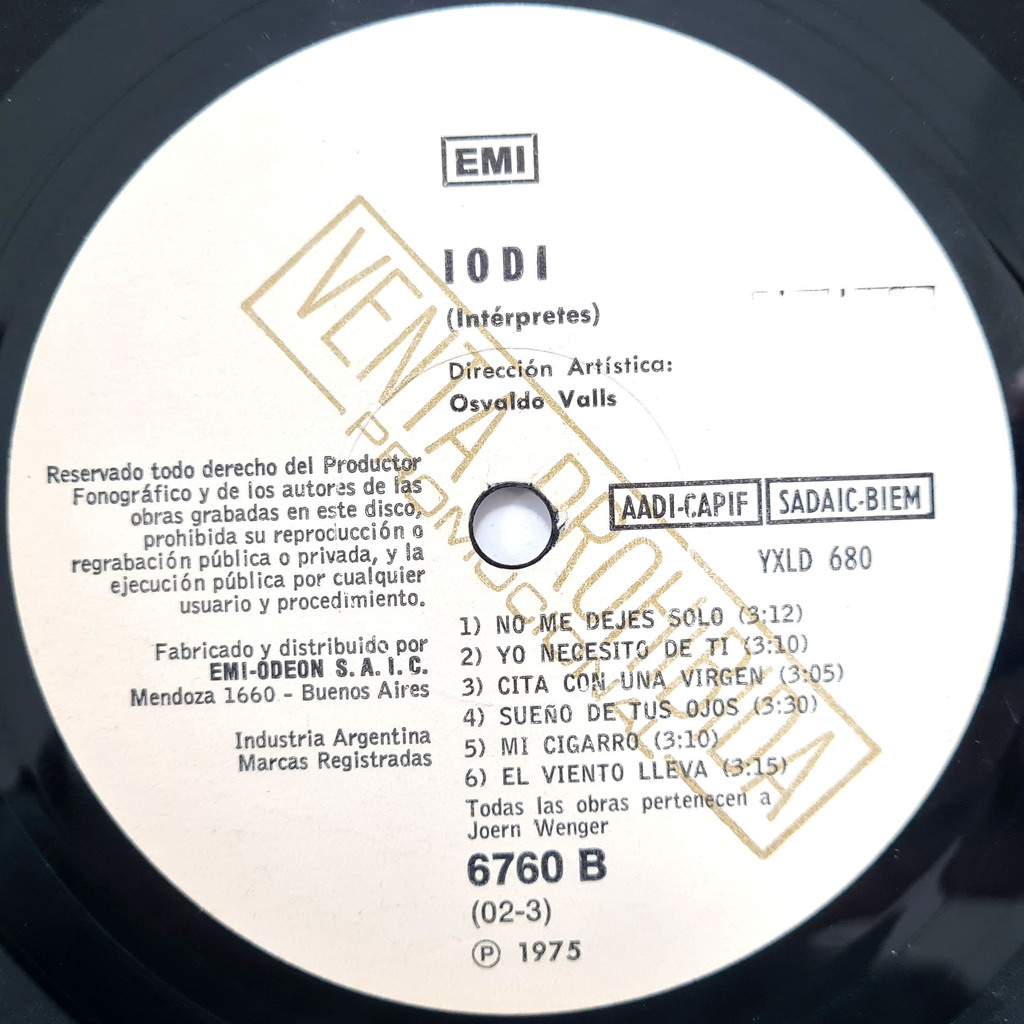 EMI
IODI
(Intérpretes)
Dirección Artística:
Osvaldo Valls
VENTA PROHIBIDA
PROMOCIONAL
Reservado todo derecho del Productor
Fonográfico y de los autores de las
obras grabadas en este disco,
prohibida su reproducción o
regrabación pública o privada, y la
ejecución pública por cualquier
usuario y procedimiento.
Fabricado y distribuido por
EMI-ODEON S. A. I. C.
Mendoza 1660 - Buenos Aires
Industria Argentina
Marcas Registradas
AADI-CAPIF SADAIC-BIEM
YXLD 680
1) NO ME DEJES SOLO (3:12)
2) YO NECESITO DE TI (3:10)
3) CITA CON UNA VIRGEN (3:05)
4) SUEÑO DE TUS OJOS (3:30)
5) MI CIGARRO (3:10)
6) EL VIENTO LLEVA (3:15)
Todas las obras pertenecen a
Joern Wenger
6760 B
(02-3)
Ⓟ 1975